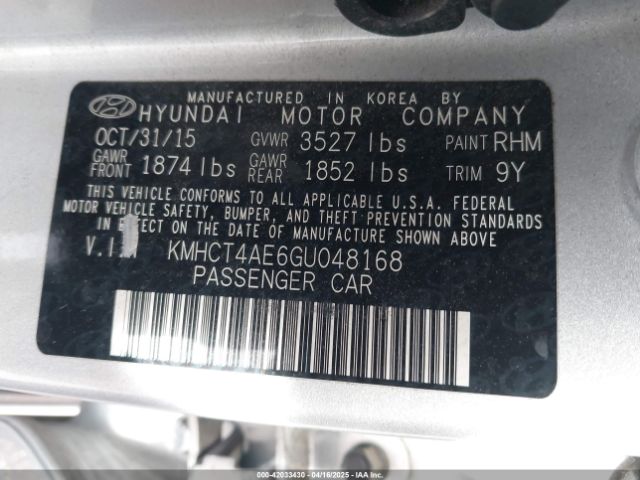 MANUFACTURED IN KOREA BY
HYUNDAI MOTOR COMPANY
OCT/31/15 GVWR 3527 lbs PAINT RHM
GAWR FRONT 1874 lbs GAWR REAR 1852 lbs TRIM 9Y
THIS VEHICLE CONFORMS TO ALL APPLICABLE U.S.A. FEDERAL
MOTOR VEHICLE SAFETY, BUMPER, AND THEFT PREVENTION STANDARDS
IN EFFECT ON THE DATE OF MANUFACTURE SHOWN ABOVE
V.I.N KMHCT4AE6GU048168
PASSENGER CAR
000-42033430 - 04/16/2025 - IAA Inc.